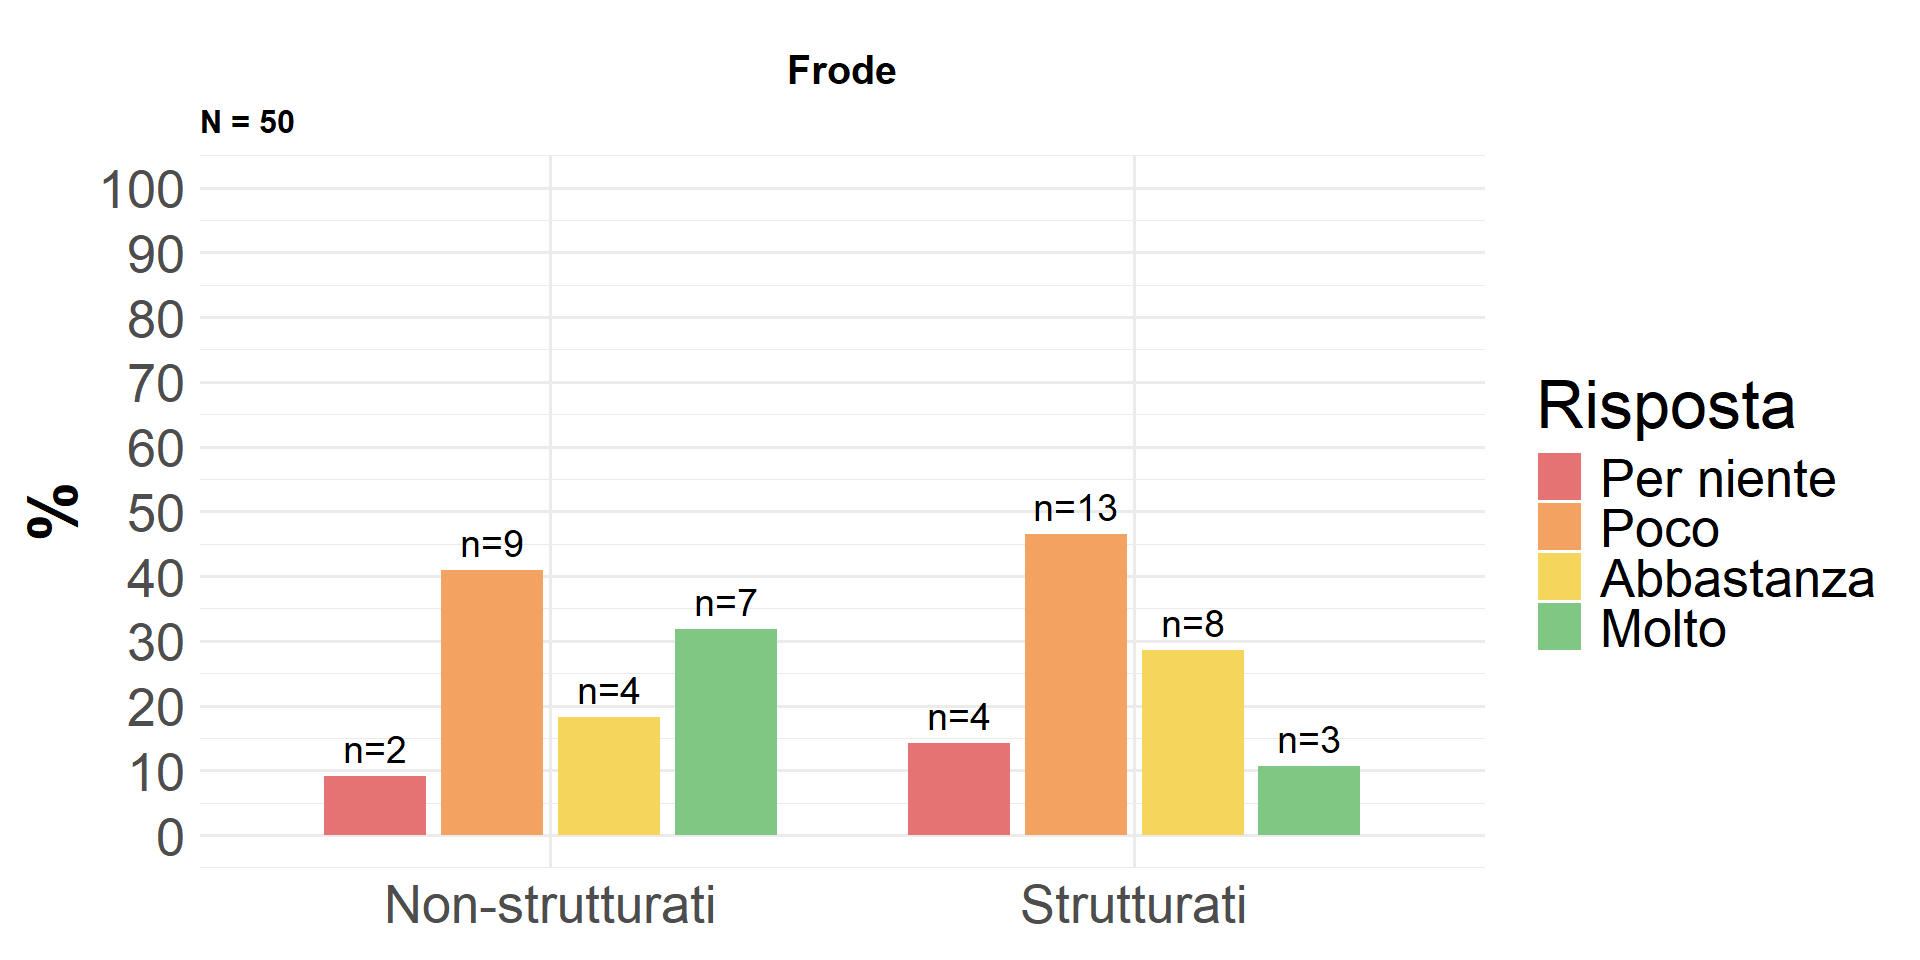 Frode
N = 50
%
100
90
80
70
60
50
40
30
20
10
0
n=2
n=9
n=4
n=7
n=4
n=13
n=8
n=3
Non-strutturati
Strutturati
Risposta
Per niente
Poco
Abbastanza
Molto